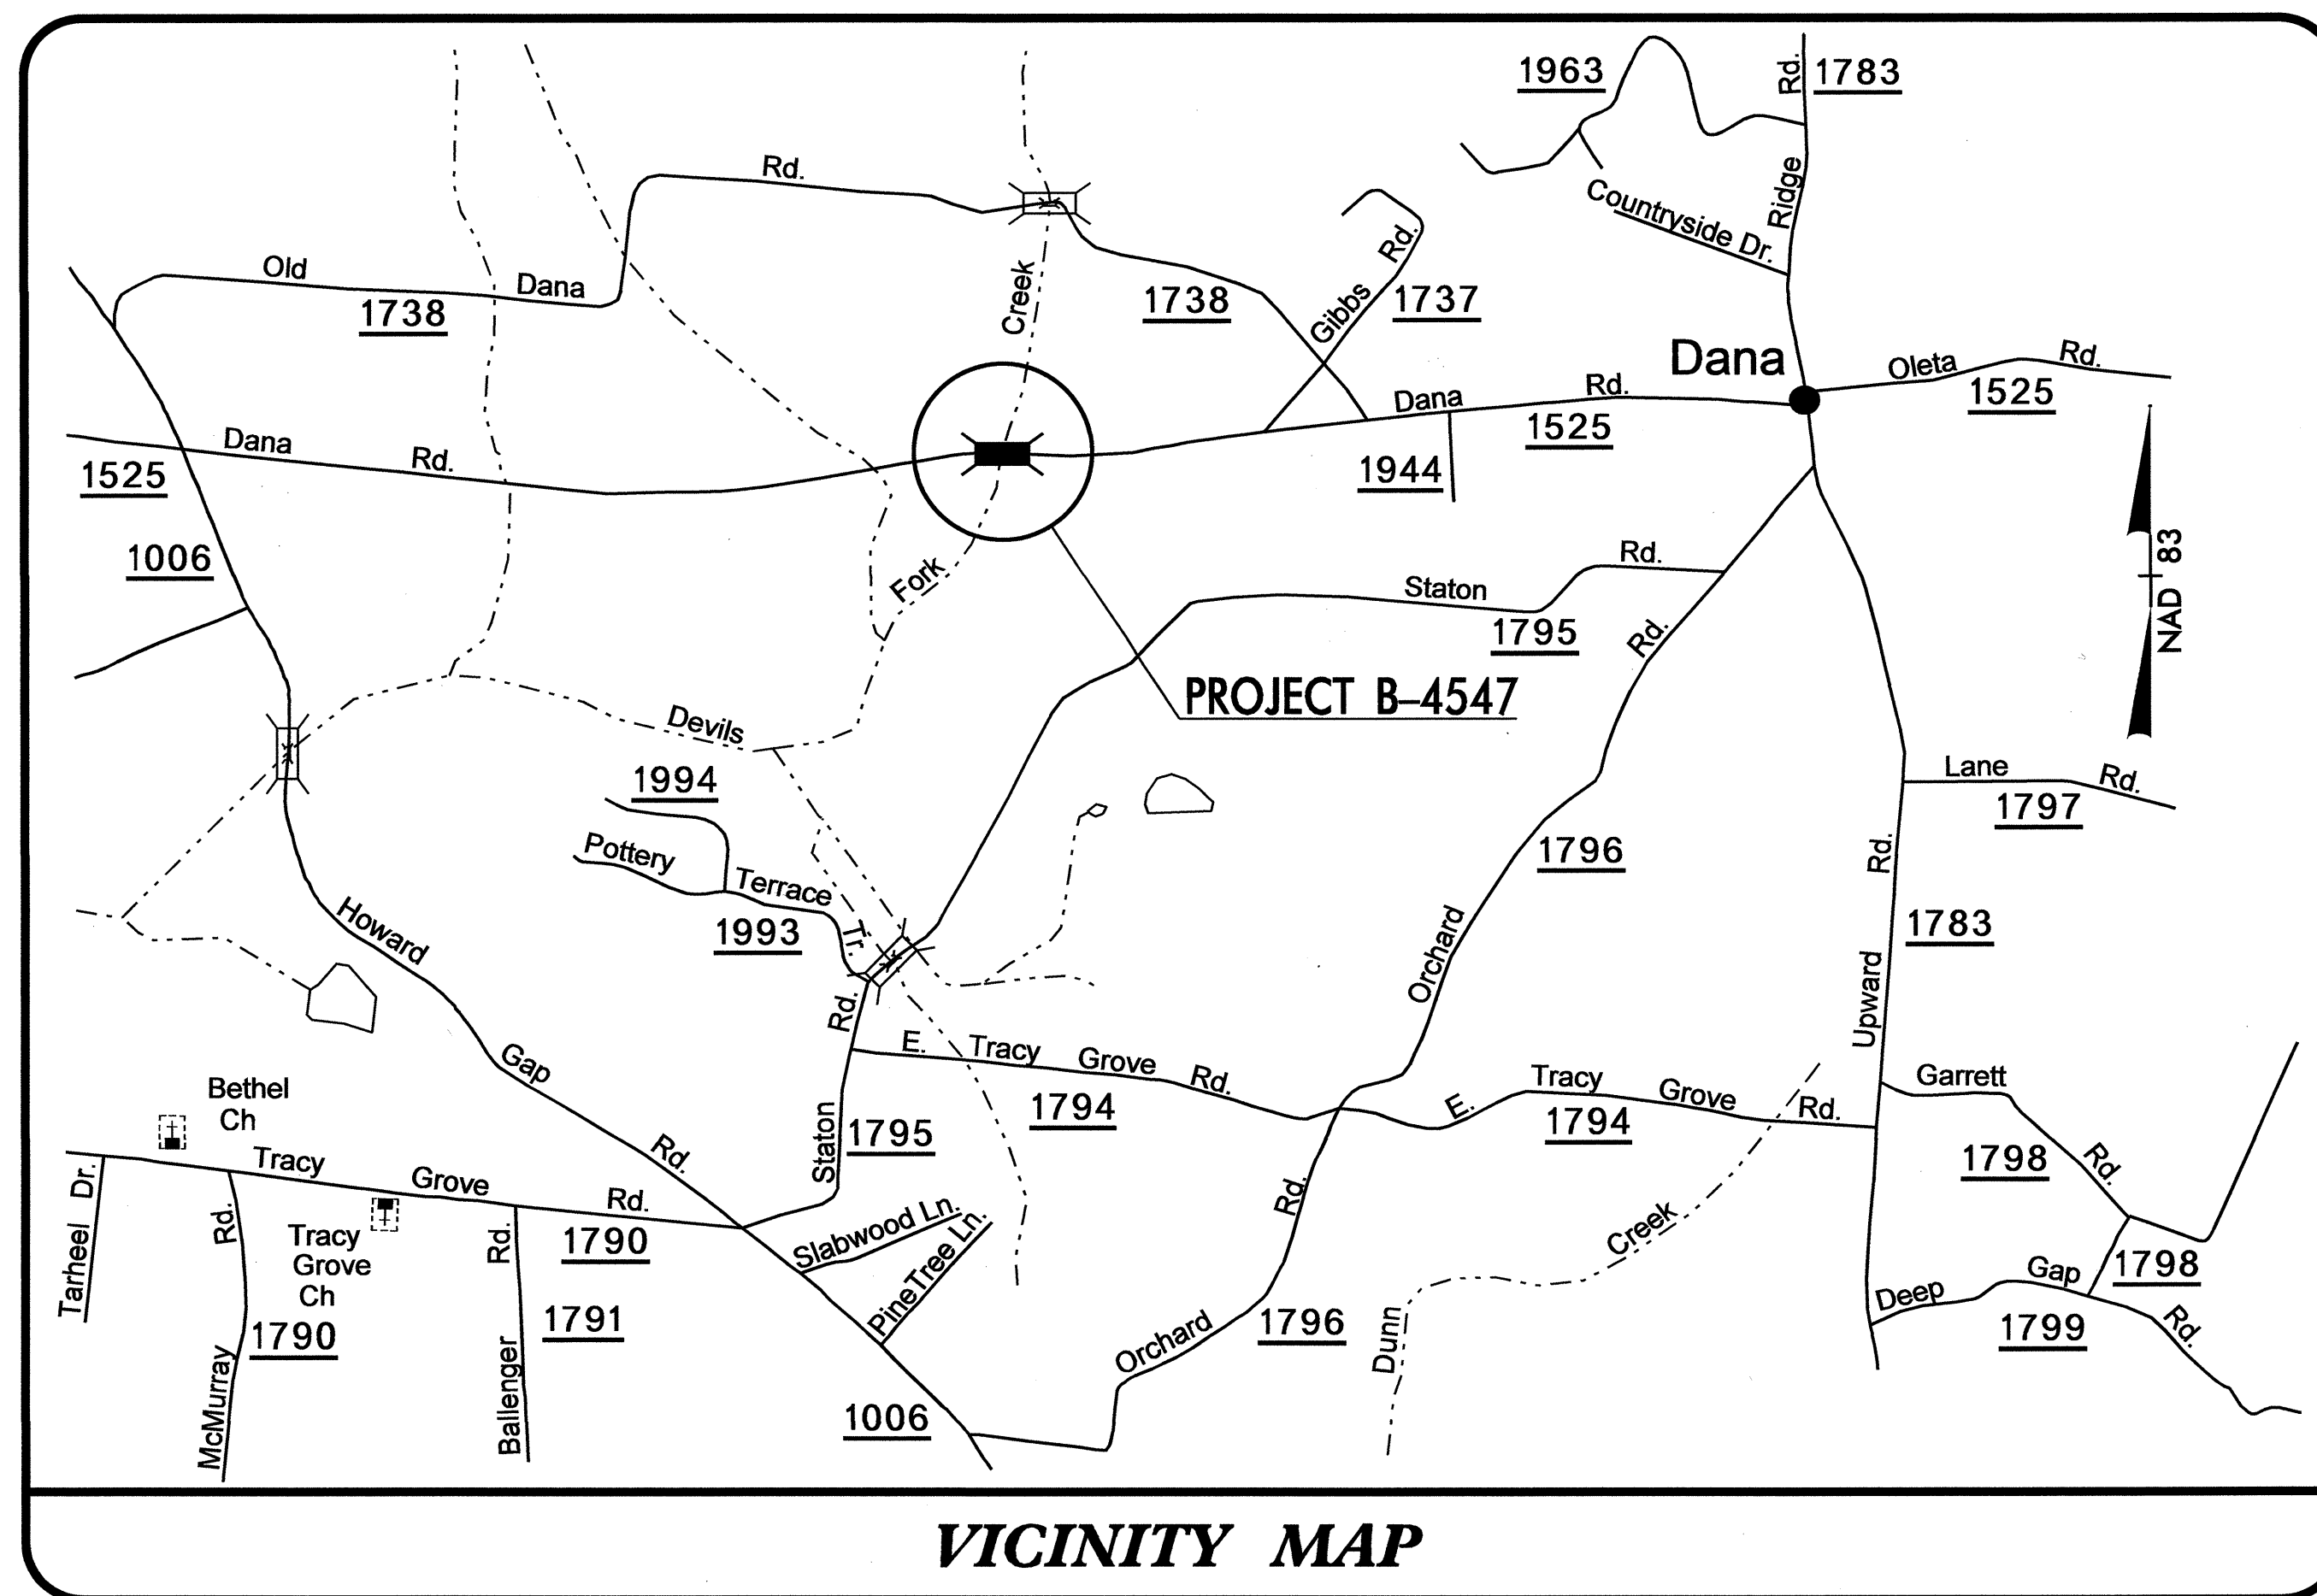 1963
Rd.
1783
Ridge
Countryside Dr.
Rd.
Old
Dana
1738
Creek
1738
Gibbs
Rd.
1737
Dana
Oleta
Rd.
1525
Dana
Rd.
1525
1944
Dana
Rd.
1525
1006
Fork
Staton
Rd.
1795
NAD 83
PROJECT B-4547
Devils
Rd.
Lane
Rd.
1797
1994
Pottery
Terrace
Tr.
1993
1796
Orchard
Rd.
1783
Upward
Howard
Gap
Rd.
Rd.
Staton
1795
E.
Tracy
Grove
Rd.
1794
E.
Tracy
Grove
Rd.
1794
Garrett
Rd.
1798
Bethel
Ch
Tracy
Grove
Rd.
1790
Tarheel Dr.
Rd.
McMurray
1790
Tracy
Grove
Ch
Rd.
Ballenger
1791
Slabwood Ln.
PineTree Ln.
1006
Rd.
Orchard
1796
Creek
Dunn
Deep
Gap
Rd.
1798
1799
VICINITY MAP